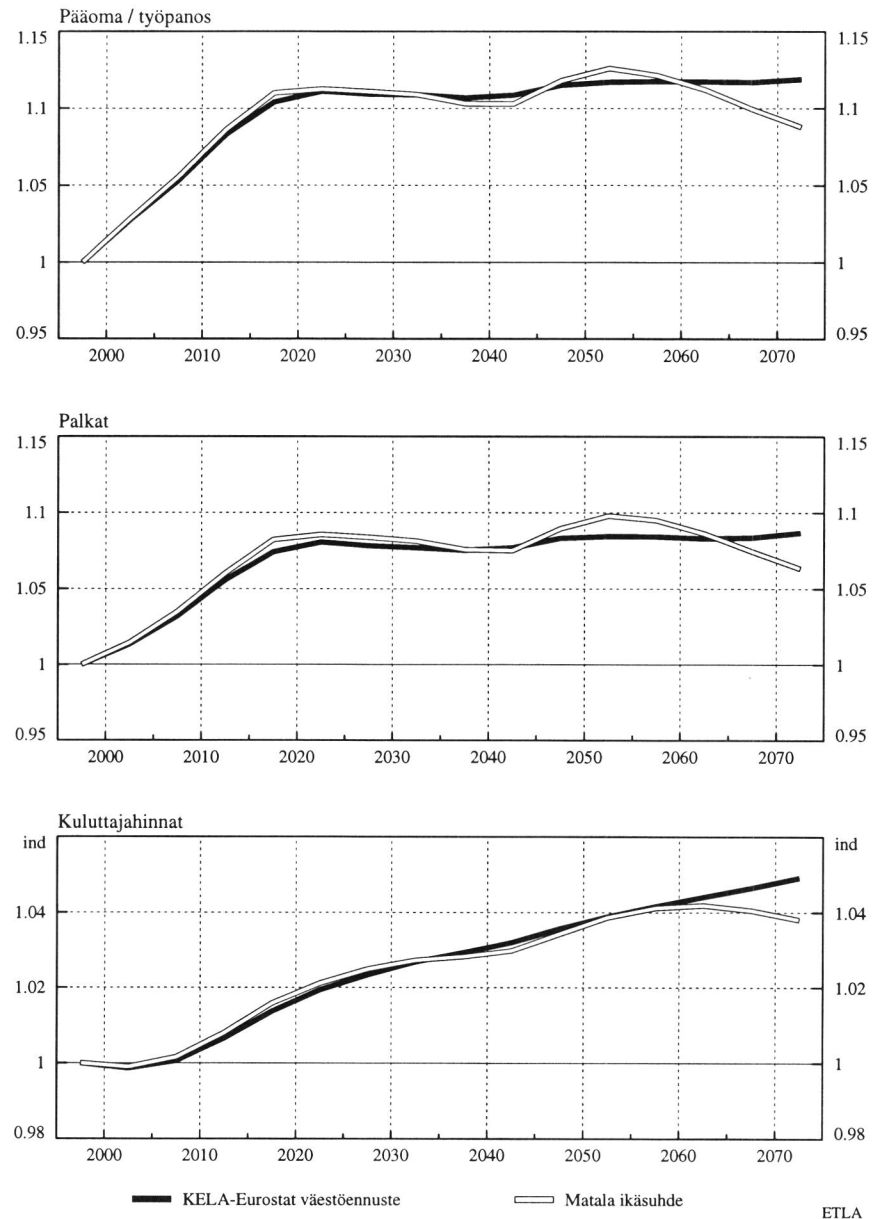 Pääoma / työpanos
1.15 1.15
1.1 1.1
1.05 1.05
1 1
0.95 0.95
2000 2010 2020 2030 2040 2050 2060 2070
Palkat
1.15 1.15
1.1 1.1
1.05 1.05
1 1
0.95 0.95
2000 2010 2020 2030 2040 2050 2060 2070
Kuluttajahinnat
ind ind
1.04 1.04
1.02 1.02
1 1
0.98 0.98
2000 2010 2020 2030 2040 2050 2060 2070
KELA-Eurostat väestöennuste Matala ikäsuhde
ETLA